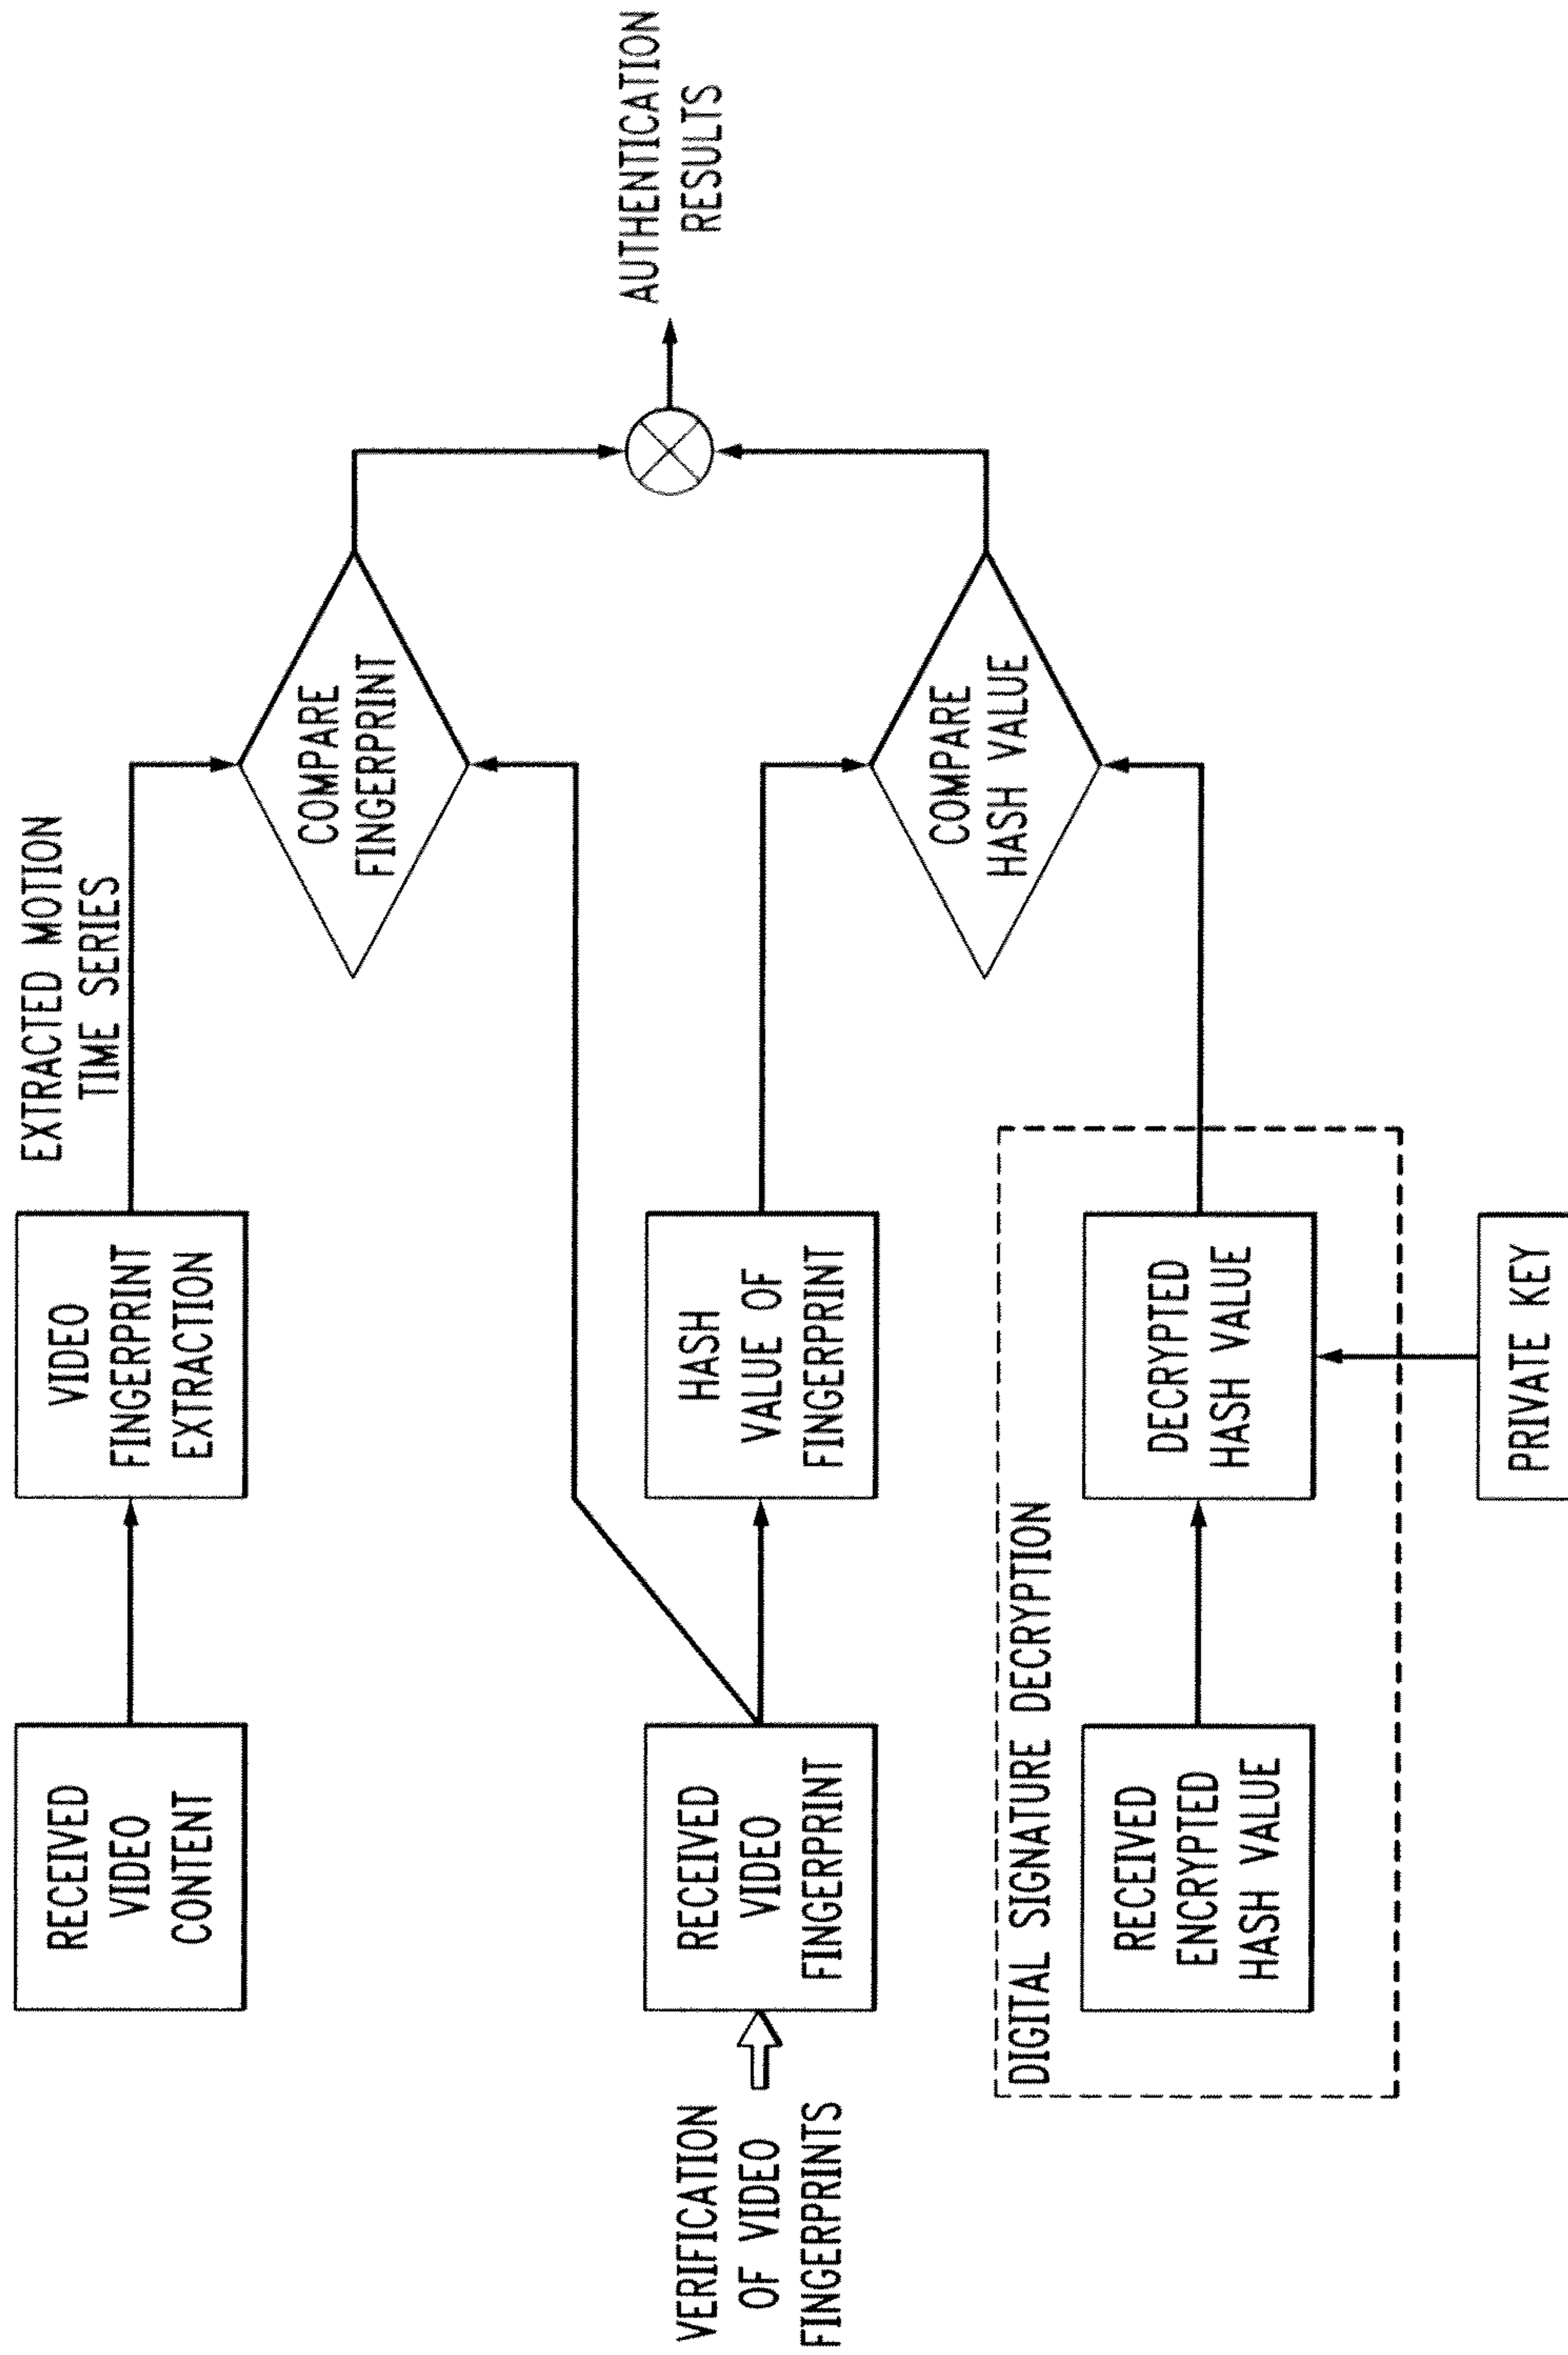 RECEIVED
VIDEO
CONTENT
VIDEO
FINGERPRINT
EXTRACTION
EXTRACTED MOTION
TIME SERIES
COMPARE
FINGERPRINT
VERIFICATION
OF VIDEO
FINGERPRINTS
RECEIVED
VIDEO
FINGERPRINT
HASH
VALUE OF
FINGERPRINT
COMPARE
HASH VALUE
AUTHENTICATION
RESULTS
DIGITAL SIGNATURE DECRYPTION
RECEIVED
ENCRYPTED
HASH VALUE
DECRYPTED
HASH VALUE
PRIVATE KEY